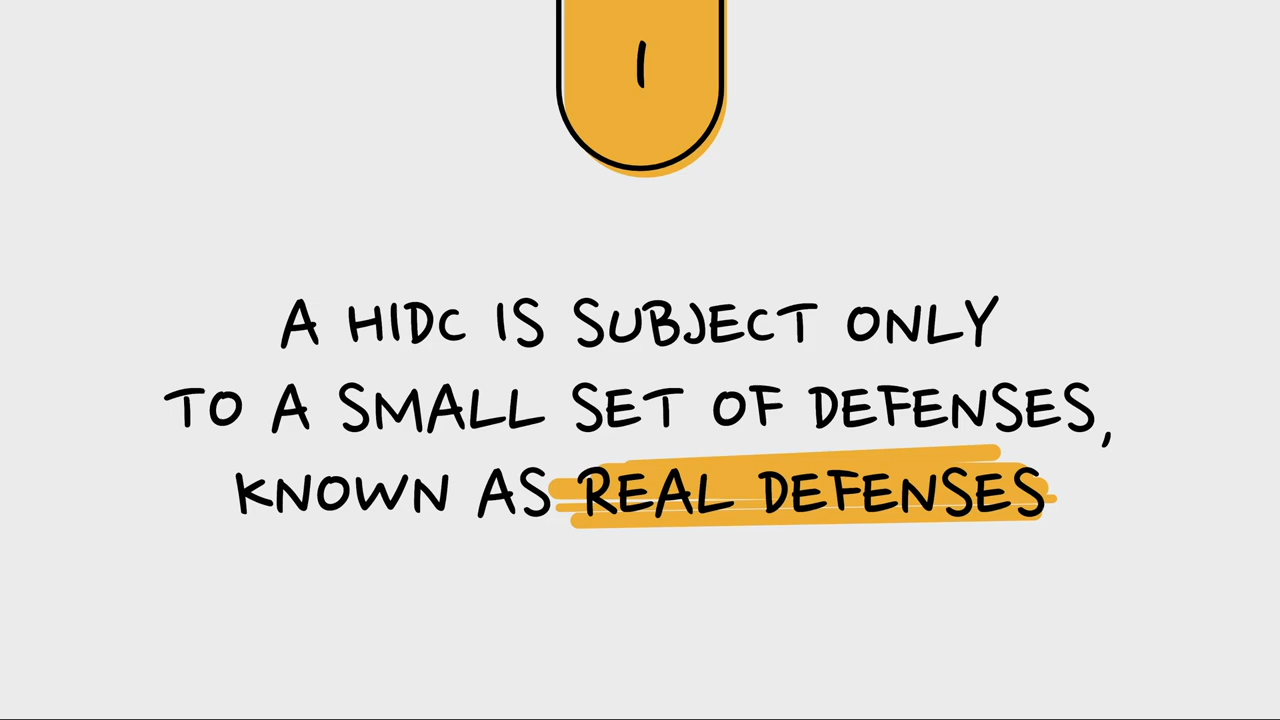 1
A HIDC IS SUBJECT ONLY
TO A SMALL SET OF DEFENSES,
KNOWN AS REAL DEFENSES